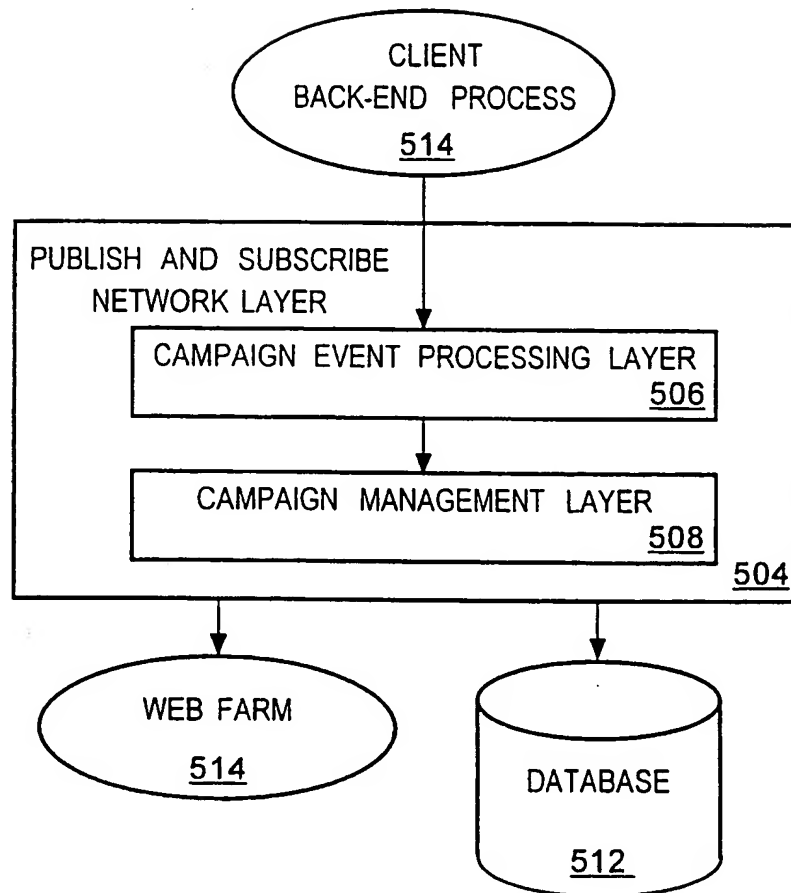 CLIENT
BACK-END PROCESS
514
PUBLISH AND SUBSCRIBE
NETWORK LAYER
CAMPAIGN EVENT PROCESSING LAYER
506
CAMPAIGN MANAGEMENT LAYER
508
504
WEB FARM
514
DATABASE
512